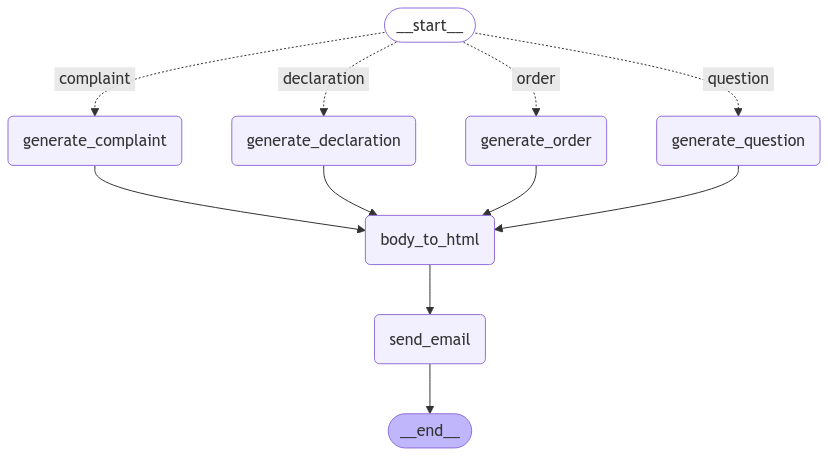 __start__
complaint
declaration
order
question
generate_complaint
generate_declaration
generate_order
generate_question
body_to_html
send_email
__end__